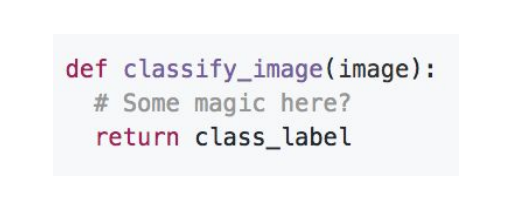 def classify_image(image):
  # Some magic here?
  return class_label